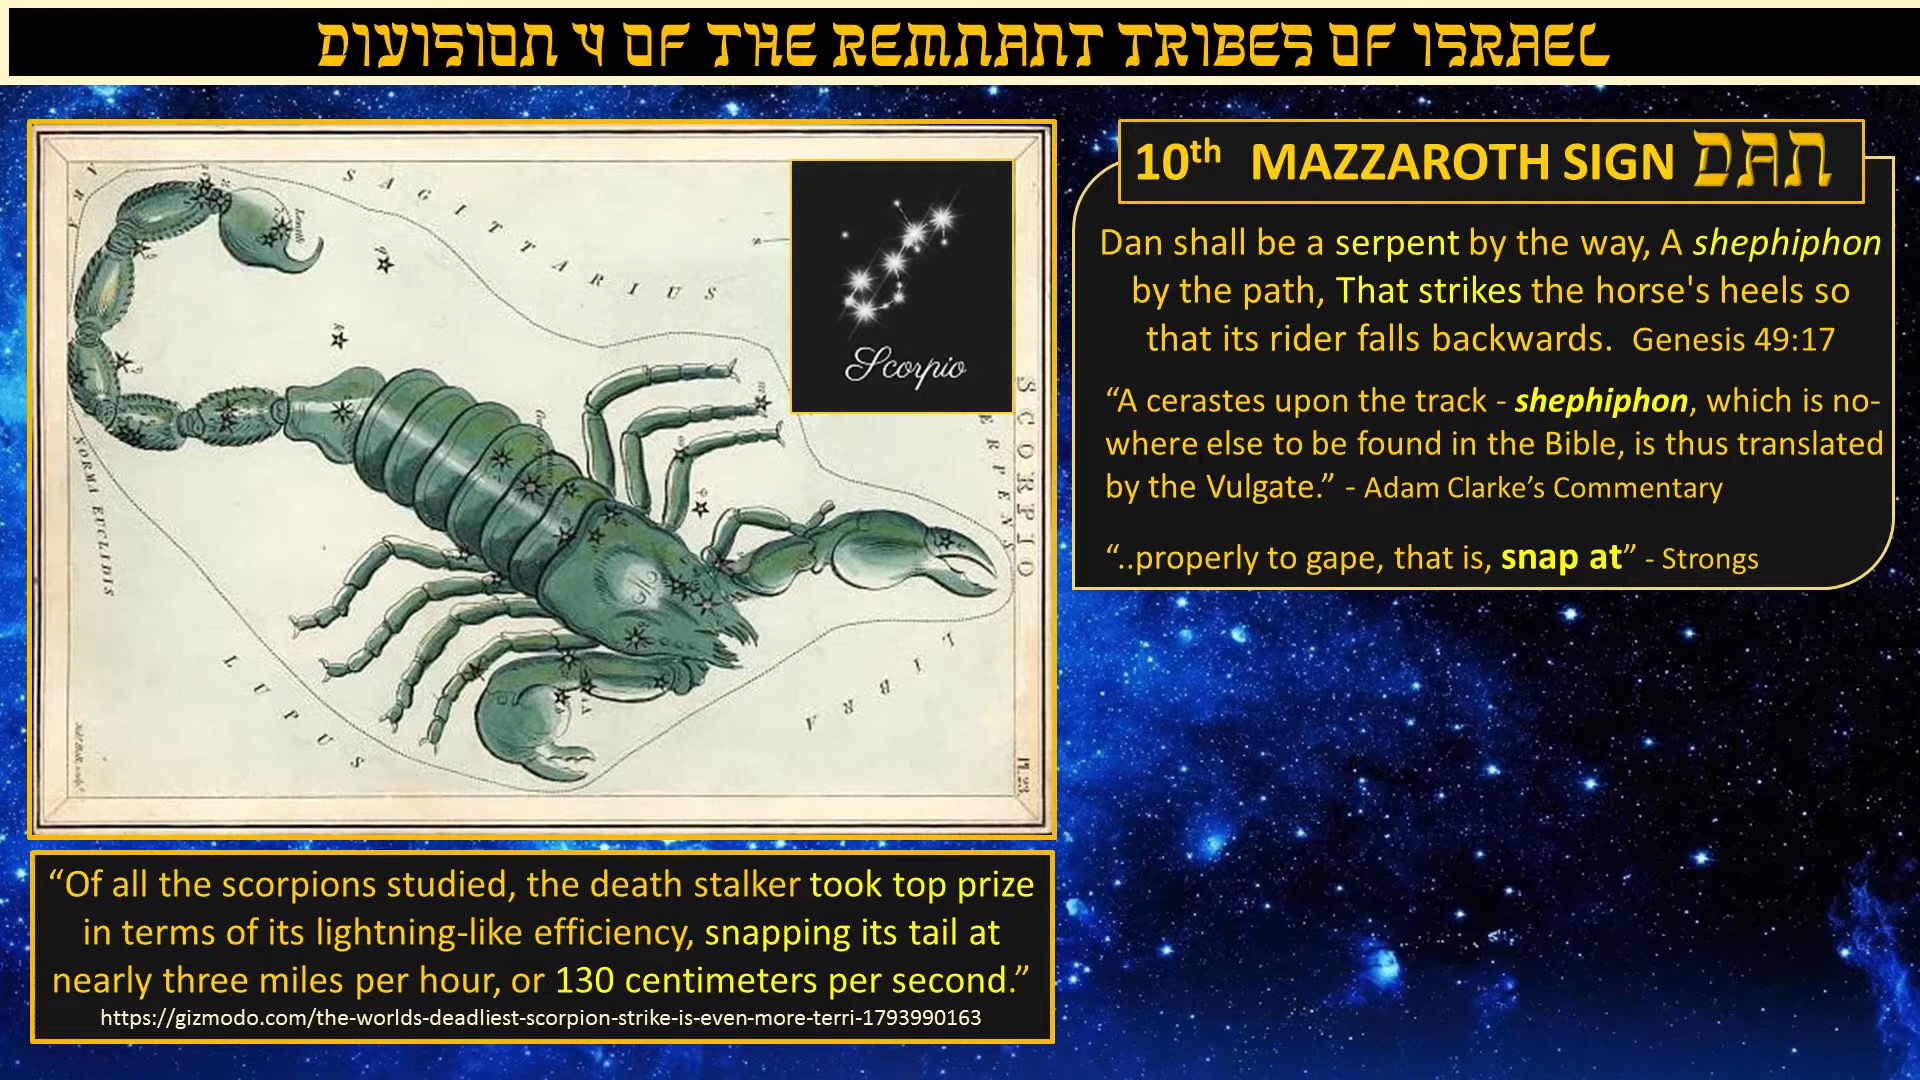 DIVISION 4 OF THE REMNANT TRIBES OF ISRAEL
ARA
SAGITTARIUS
Lesath
Scorpio
SCORPIO
SERPENS
NORMA EUCLIDIS
LUPUS
LIBRA
Pl. 23.
10th MAZZAROTH SIGN DAN
Dan shall be a serpent by the way, A shephiphon
by the path, That strikes the horse's heels so
that its rider falls backwards. Genesis 49:17
“A cerastes upon the track - shephiphon, which is no-
where else to be found in the Bible, is thus translated
by the Vulgate.” - Adam Clarke’s Commentary
“..properly to gape, that is, snap at” - Strongs
“Of all the scorpions studied, the death stalker took top prize
in terms of its lightning-like efficiency, snapping its tail at
nearly three miles per hour, or 130 centimeters per second.”
https://gizmodo.com/the-worlds-deadliest-scorpion-strike-is-even-more-terri-1793990163